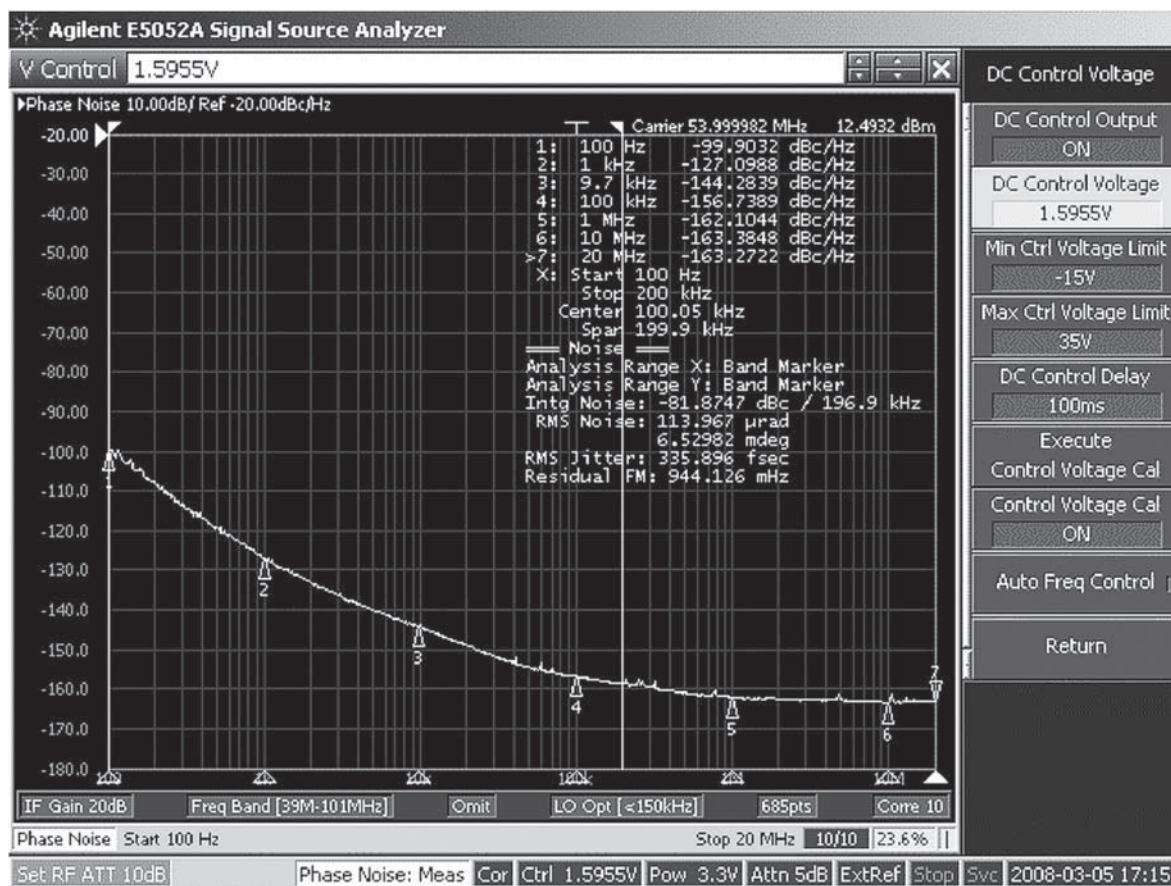 Agilent E5052A Signal Source Analyzer
V Control 1.5955V
Phase Noise 10.00dB/ Ref -20.00dBc/Hz
Carrier 53.999982 MHz 12.4932 dBm
1: 100 Hz -99.9032 dBc/Hz
2: 1 kHz -127.0988 dBc/Hz
3: 9.7 kHz -144.2839 dBc/Hz
4: 100 kHz -156.7389 dBc/Hz
5: 1 MHz -162.1044 dBc/Hz
6: 10 MHz -163.3848 dBc/Hz
>7: 20 MHz -163.2722 dBc/Hz
X: Start 100 Hz
Stop 200 kHz
Center 100.05 kHz
Span 199.9 kHz
Noise
Analysis Range X: Band Marker
Analysis Range Y: Band Marker
Intg Noise: -81.8747 dBc / 196.9 kHz
RMS Noise: 113.967 µrad
6.52982 mdeg
RMS Jitter: 335.896 fsec
Residual FM: 944.126 mHz
-20.00
-30.00
-40.00
-50.00
-60.00
-70.00
-80.00
-90.00
-100.0
-110.0
-120.0
-130.0
-140.0
-150.0
-160.0
-170.0
-180.0
1
2
3
4
5
6
7
10k
100k
10M
IF Gain 20dB Freq Band [39M-101MHz] Omit LO Opt [<150kHz] 685pts Corre 10
Phase Noise Start 100 Hz Stop 20 MHz 10/10 23.6%
Set RF ATT 10dB Phase Noise: Meas Cor Ctrl 1.5955V Pow 3.3V Attn 5dB ExtRef Stop Svc 2008-03-05 17:15
DC Control Voltage
DC Control Output
ON
DC Control Voltage
1.5955V
Min Ctrl Voltage Limit
-15V
Max Ctrl Voltage Limit
35V
DC Control Delay
100ms
Execute
Control Voltage Cal
Control Voltage Cal
ON
Auto Freq Control
Return